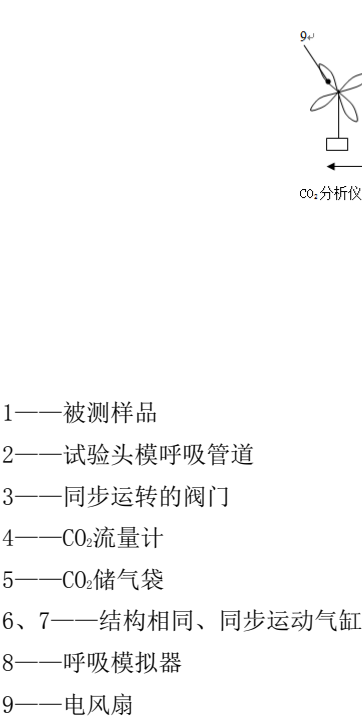 9
CO₂分析仪
1——被测样品
2——试验头模呼吸管道
3——同步运转的阀门
4——CO₂流量计
5——CO₂储气袋
6、7——结构相同、同步运动气缸
8——呼吸模拟器
9——电风扇